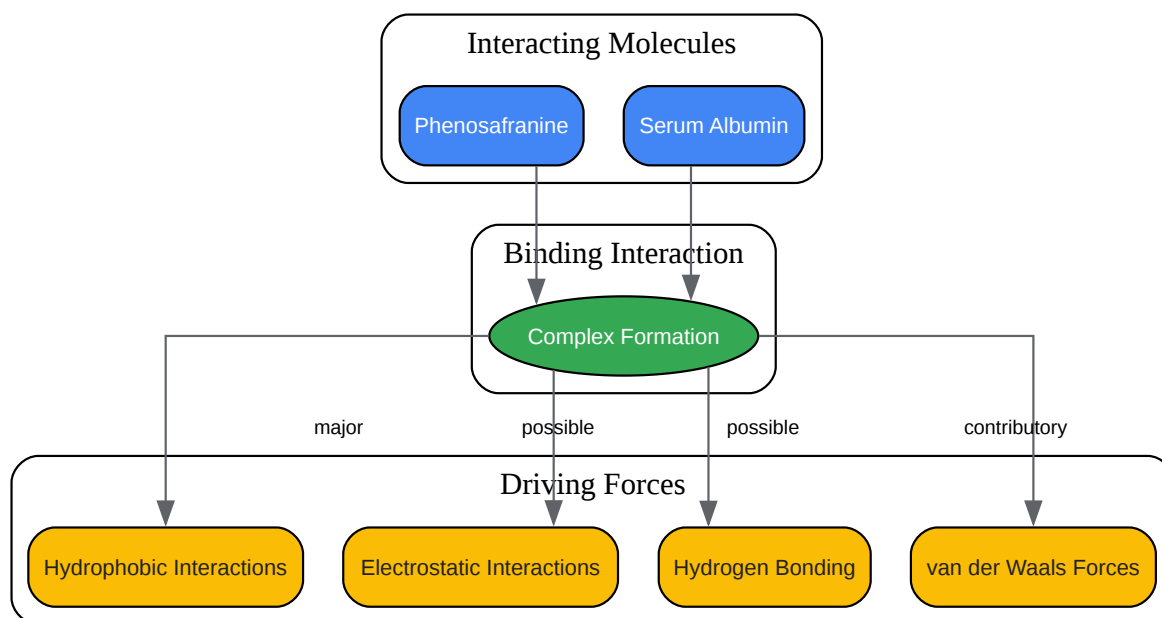 Interacting Molecules
Phenosafranine
Serum Albumin
Binding Interaction
Complex Formation
major
possible
possible
contributory
Driving Forces
Hydrophobic Interactions
Electrostatic Interactions
Hydrogen Bonding
van der Waals Forces